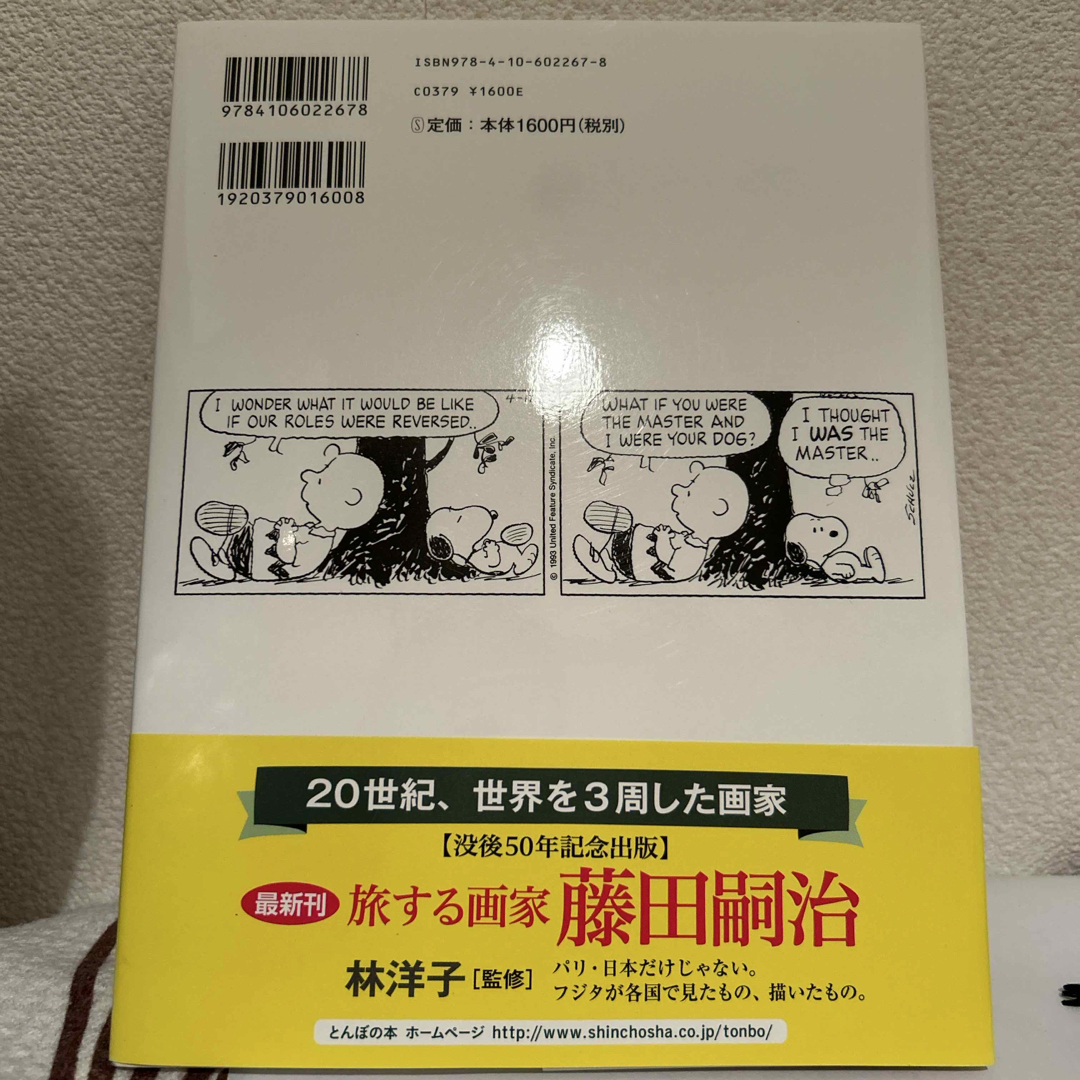 ISBN978-4-10-602267-8
C0379 ¥1600E
Ⓢ定価：本体1600円（税別）
9784106022678
1920379016008
I WONDER WHAT IT WOULD BE LIKE
IF OUR ROLES WERE REVERSED..
© 1993 United Feature Syndicate, Inc.
WHAT IF YOU WERE
THE MASTER AND
I WERE YOUR DOG?
I THOUGHT
I WAS THE
MASTER..
SCHULZ
20世紀、世界を3周した画家
【没後50年記念出版】
最新刊 旅する画家 藤田嗣治
林洋子［監修］
パリ・日本だけじゃない。
フジタが各国で見たもの、描いたもの。
とんぼの本 ホームページ http://www.shinchosha.co.jp/tonbo/